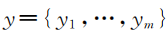 y = { y₁ , ⋯ , yₘ }